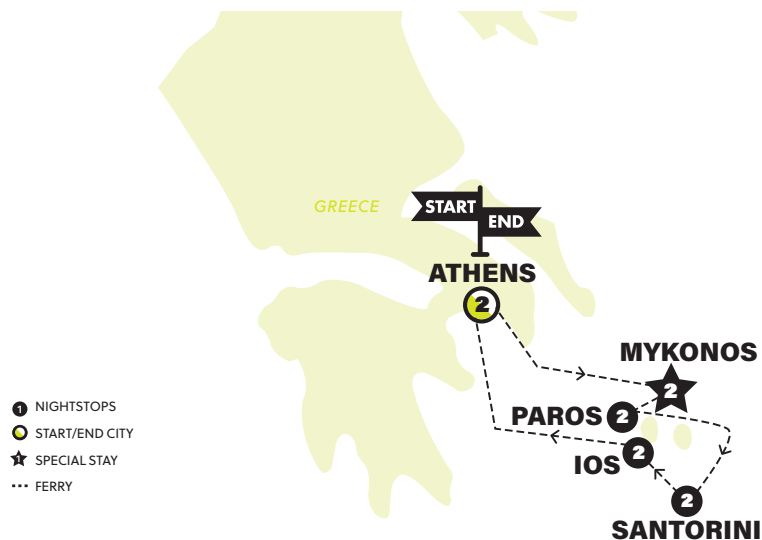 GREECE
START
END
ATHENS
2
MYKONOS
2
PAROS 2
IOS 2
2
SANTORINI
1 NIGHTSTOPS
START/END CITY
1 SPECIAL STAY
FERRY